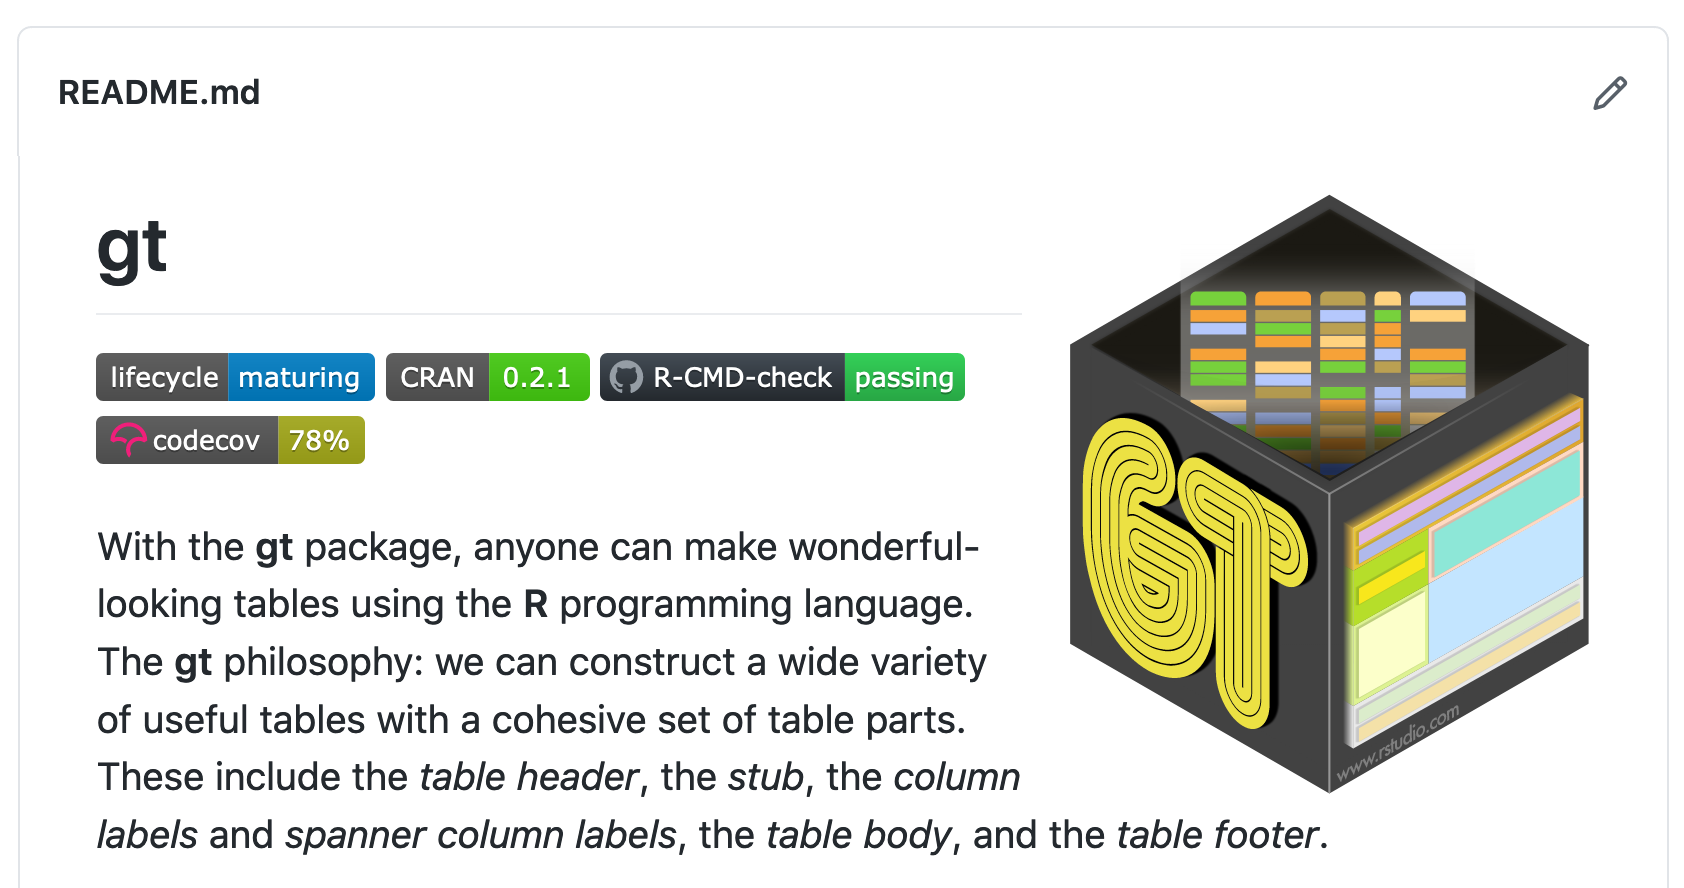 README.md
gt
lifecycle maturing CRAN 0.2.1 R-CMD-check passing
codecov 78%
With the gt package, anyone can make wonderful-
looking tables using the R programming language.
The gt philosophy: we can construct a wide variety
of useful tables with a cohesive set of table parts.
These include the table header, the stub, the column
labels and spanner column labels, the table body, and the table footer.
GT
www.rstudio.com